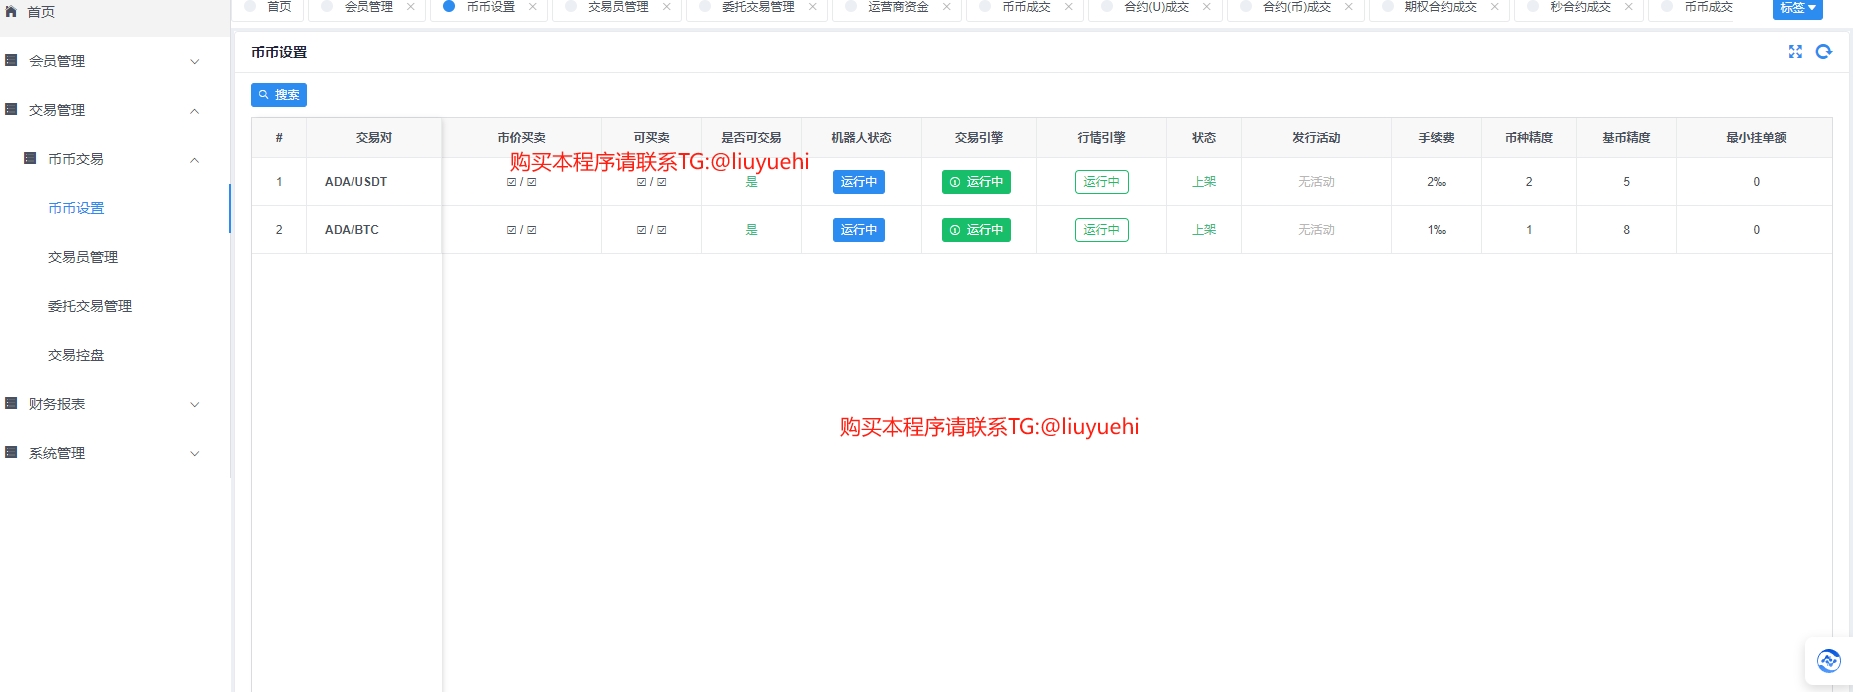 首页 首页 会员管理 币币设置 交易员管理 委托交易管理 运营商资金 币币成交 合约(U)成交 合约(币)成交 期权合约成交 秒合约成交 币币成交 标签
币币设置
会员管理
搜索
交易管理
# 交易对 市价买卖 可买卖 是否可交易 机器人状态 交易引擎 行情引擎 状态 发行活动 手续费 币种精度 基币精度 最小挂单额
购买本程序请联系TG:@liuyuehi
币币交易
1 ADA/USDT ☑ / ☑ ☑ / ☑ 是 运行中 运行中 运行中 上架 无活动 2‰ 2 5 0
币币设置
2 ADA/BTC ☑ / ☑ ☑ / ☑ 是 运行中 运行中 运行中 上架 无活动 1‰ 1 8 0
交易员管理
委托交易管理
交易控盘
财务报表
购买本程序请联系TG:@liuyuehi
系统管理